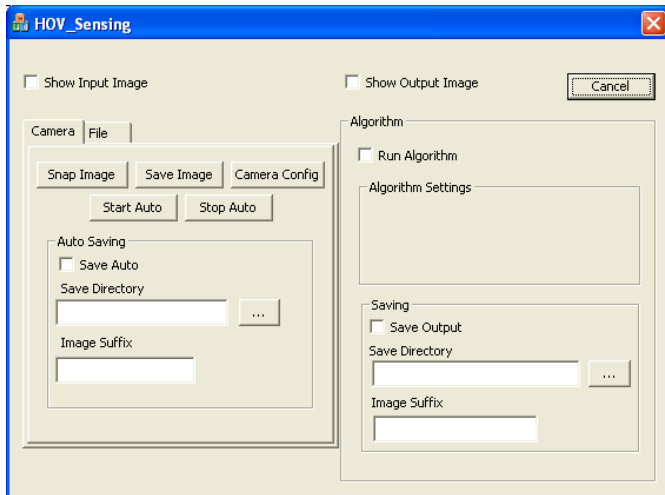 HOV_Sensing
Show Input Image
Show Output Image
Cancel
Camera
File
Snap Image
Save Image
Camera Config
Start Auto
Stop Auto
Auto Saving
Save Auto
Save Directory
...
Image Suffix
Algorithm
Run Algorithm
Algorithm Settings
Saving
Save Output
Save Directory
...
Image Suffix